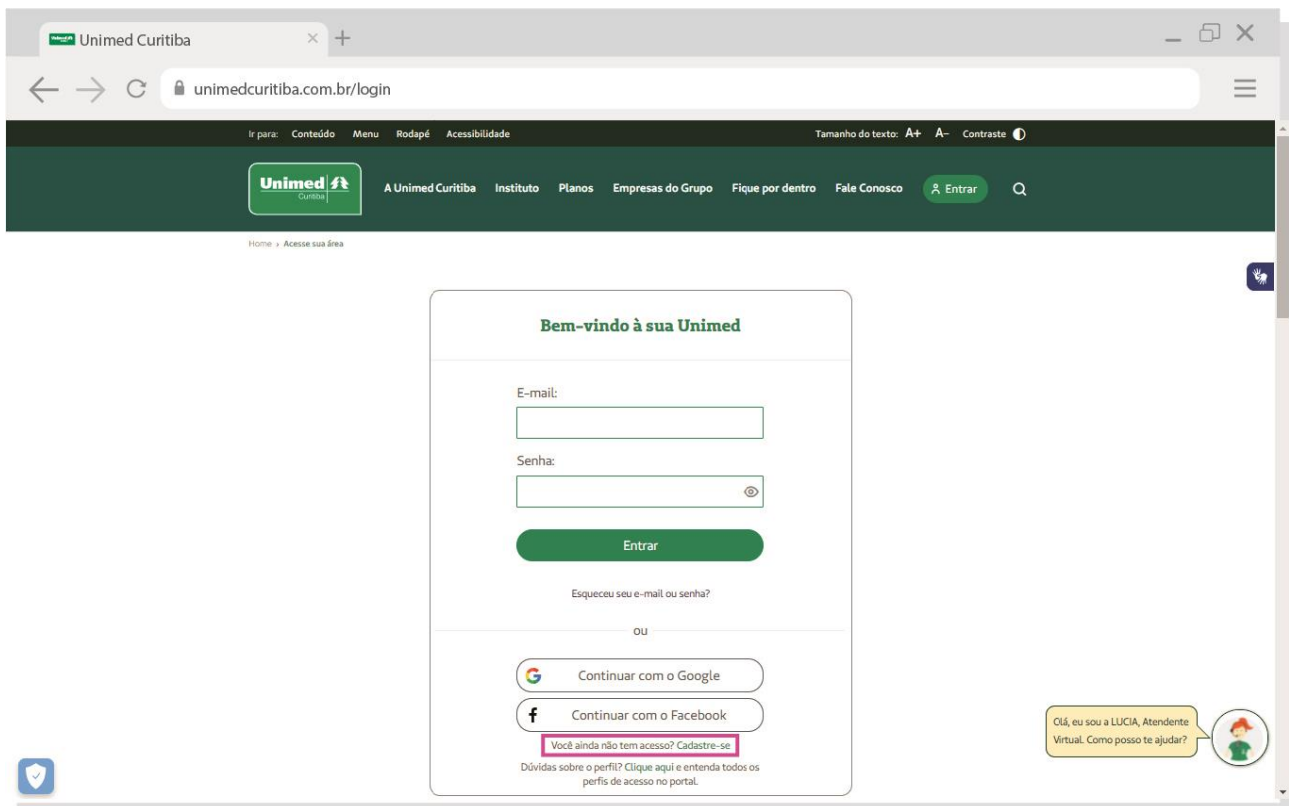 Unimed Curitiba
unimedcuritiba.com.br/login
Ir para: Conteúdo Menu Rodapé Acessibilidade Tamanho do texto: A+ A- Contraste
Unimed
Curitiba
A Unimed Curitiba Instituto Planos Empresas do Grupo Fique por dentro Fale Conosco Entrar
Home › Acesse sua área
Bem-vindo à sua Unimed
E-mail:
Senha:
Entrar
Esqueceu seu e-mail ou senha?
ou
Continuar com o Google
Continuar com o Facebook
Você ainda não tem acesso? Cadastre-se
Dúvidas sobre o perfil? Clique aqui e entenda todos os
perfis de acesso no portal.
Olá, eu sou a LUCIA, Atendente
Virtual. Como posso te ajudar?